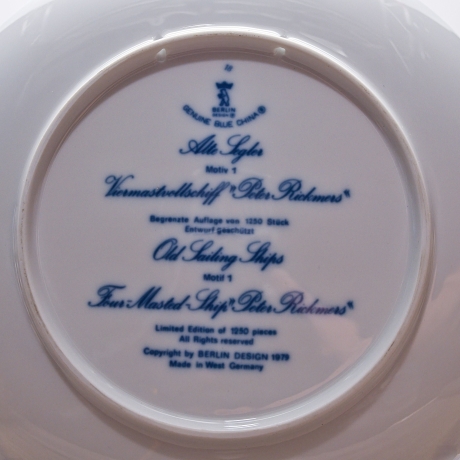 BERLIN
DESIGN ®
GENUINE BLUE CHINA ®
Alte Segler
Motiv 1
Viermastvollschiff "Peter Rickmers"
Begrenzte Auflage von 1250 Stück
Entwurf geschützt
Old Sailing Ships
Motif 1
Four-Masted-Ship "Peter Rickmers"
Limited Edition of 1250 pieces
All Rights reserved
Copyright by BERLIN DESIGN 1979
Made in West Germany